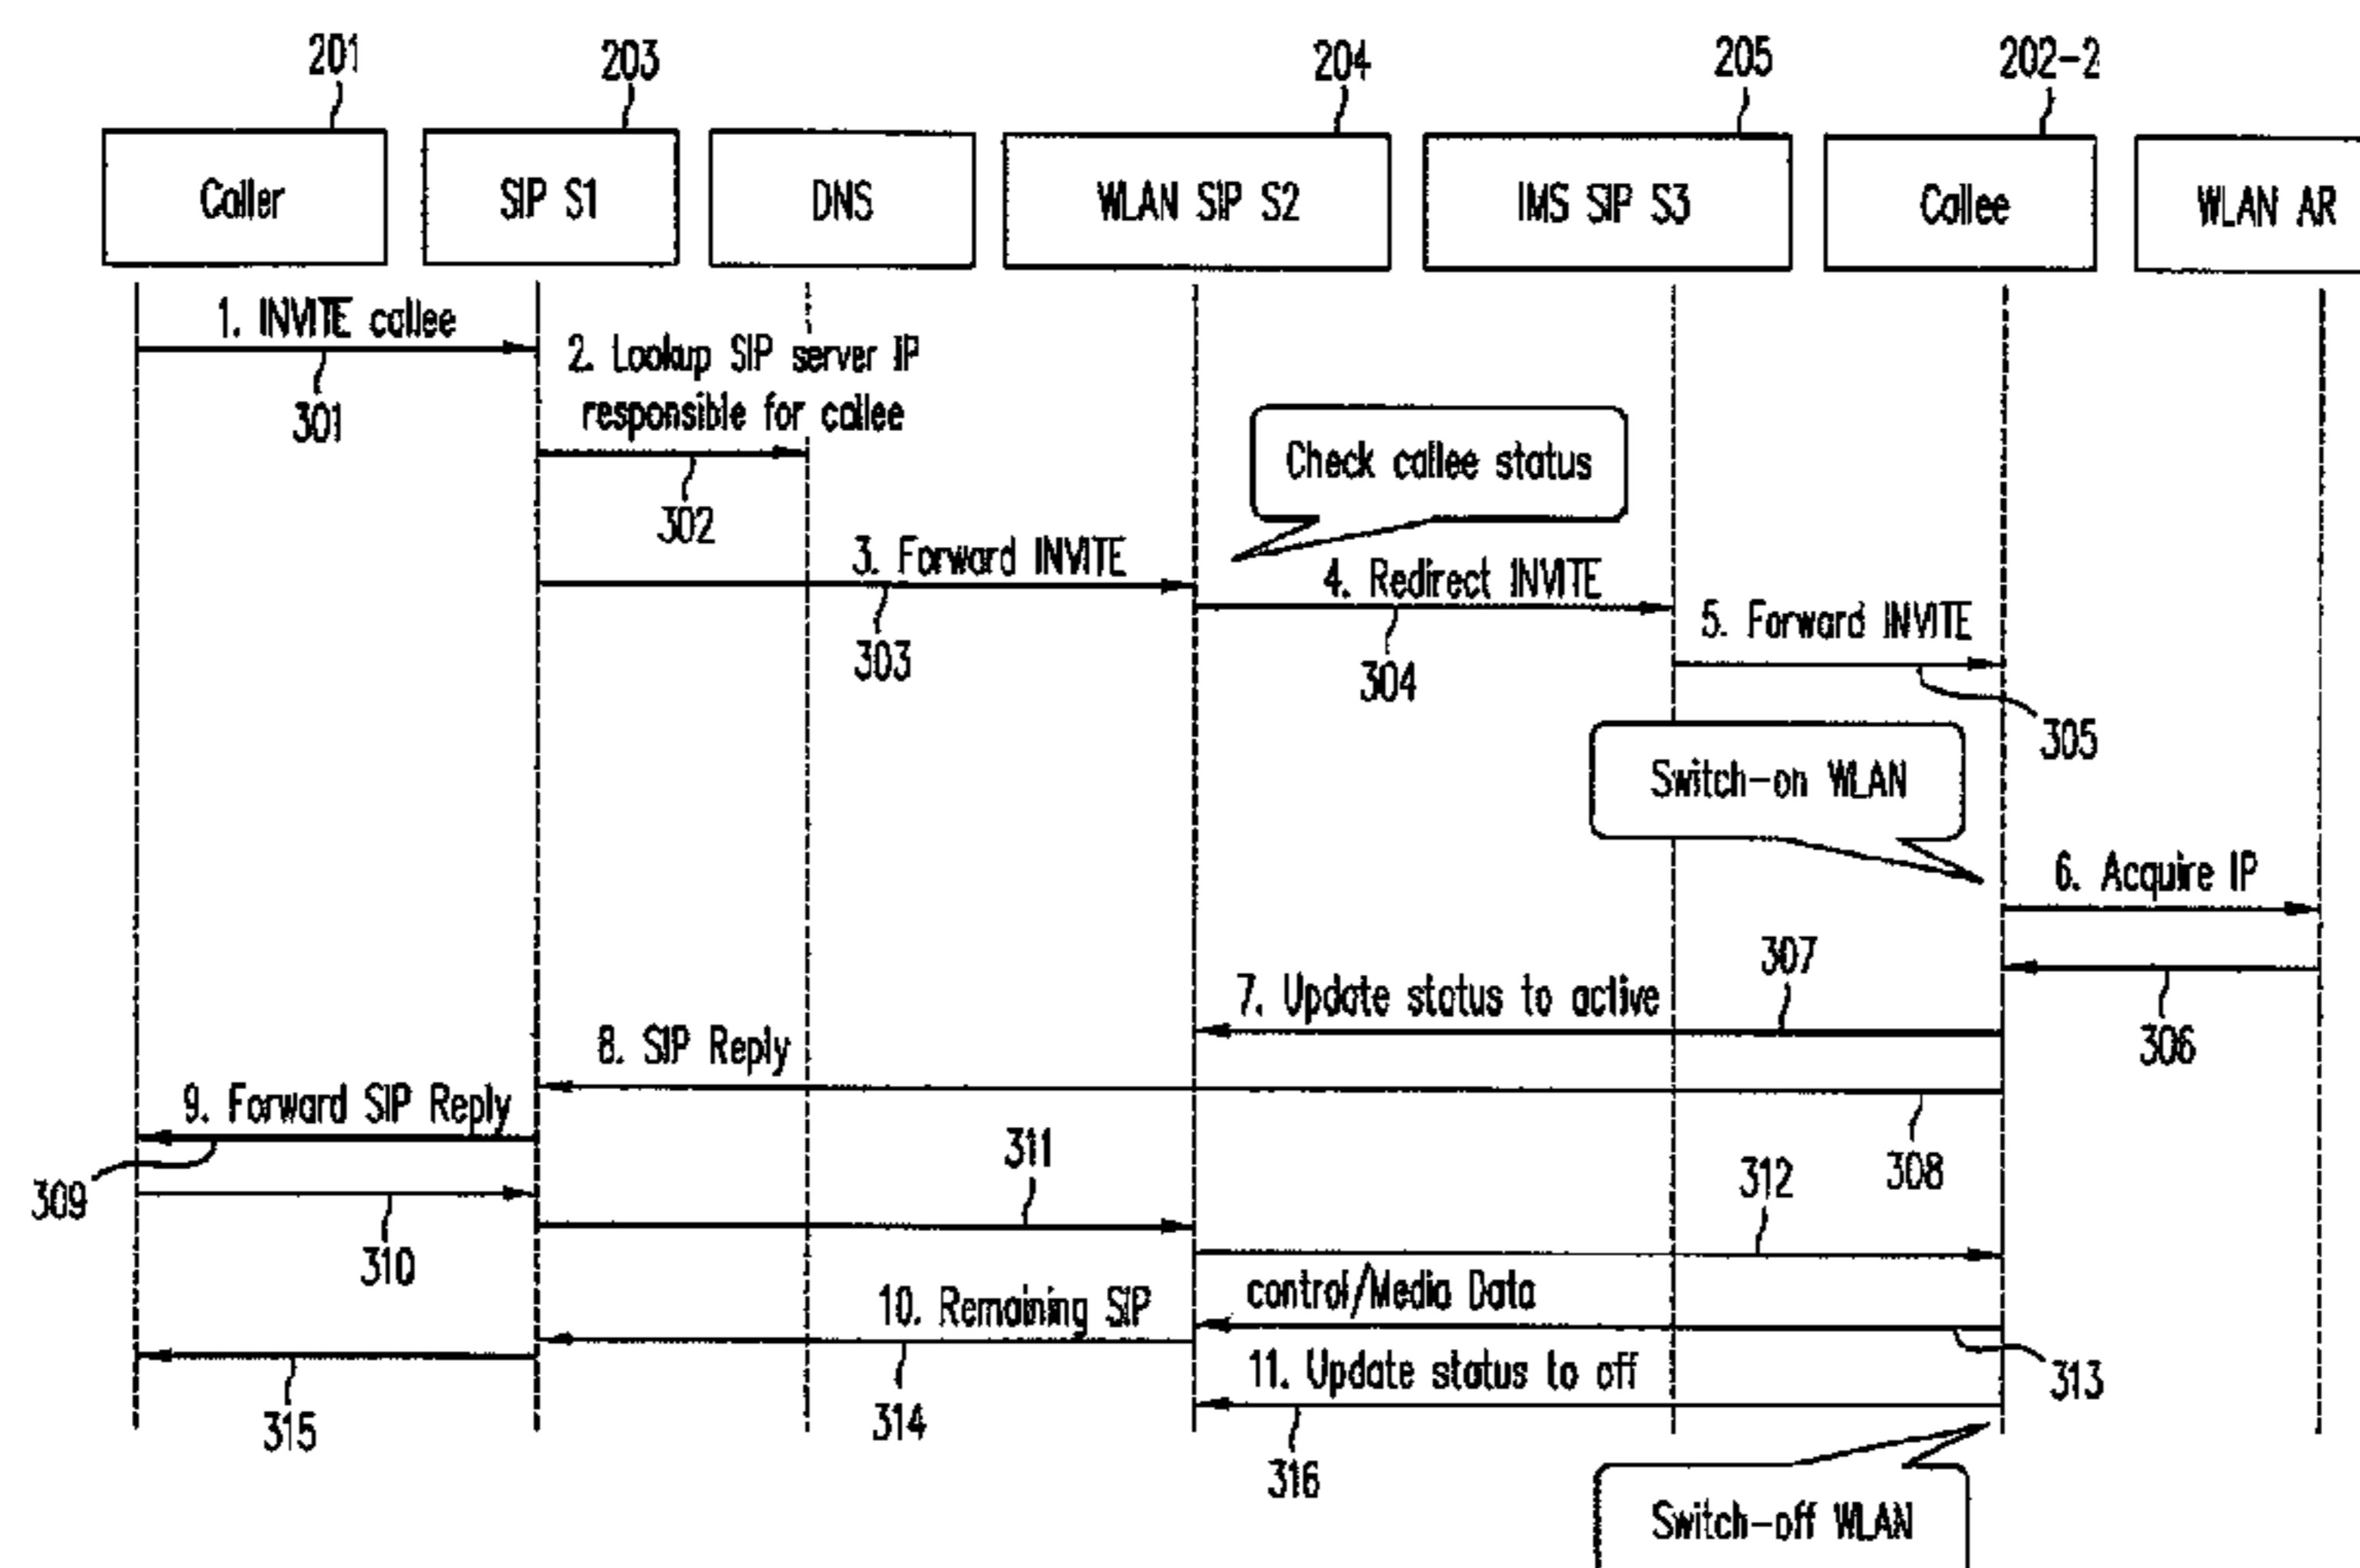 201
203
204
205
202-2
Caller
SIP S1
DNS
WLAN SIP S2
IMS SIP S3
Callee
WLAN AR
1. INVITE callee
301
2. Lookup SIP server IP
responsible for callee
302
Check callee status
3. Forward INVITE
303
4. Redirect INVITE
304
5. Forward INVITE
305
Switch-on WLAN
6. Acquire IP
306
307
7. Update status to active
8. SIP Reply
308
9. Forward SIP Reply
309
310
311
312
10. Remaining SIP
control/Media Data
313
314
315
11. Update status to off
316
Switch-off WLAN